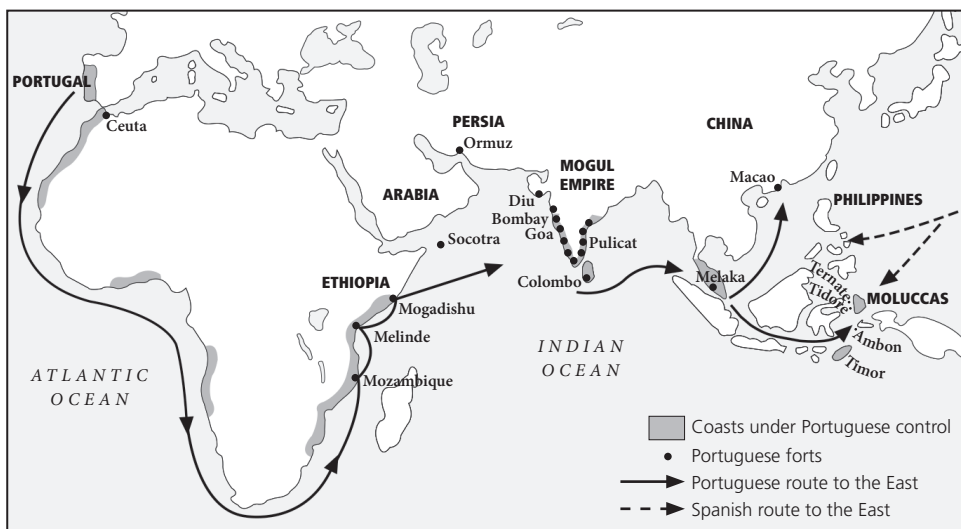 PORTUGAL
Ceuta
PERSIA
Ormuz
ARABIA
Socotra
ETHIOPIA
Mogadishu
Melinde
Mozambique
MOGUL
EMPIRE
Diu
Bombay
Goa
Pulicat
Colombo
CHINA
Macao
PHILIPPINES
Melaka
Ternate
Tidore
MOLUCCAS
Ambon
Timor
ATLANTIC
OCEAN
INDIAN
OCEAN
Coasts under Portuguese control
Portuguese forts
Portuguese route to the East
Spanish route to the East